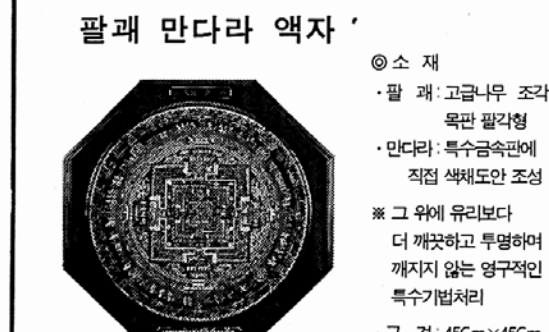 팔괘 만다라 액자
◎ 소 재
· 팔 괘 : 고급나무 조각
목판 팔각형
· 만다라 : 특수금속판에
직접 색채도안 조성
※ 그 위에 유리보다
더 깨끗하고 투명하며
깨지지 않는 영구적인
특수기법처리